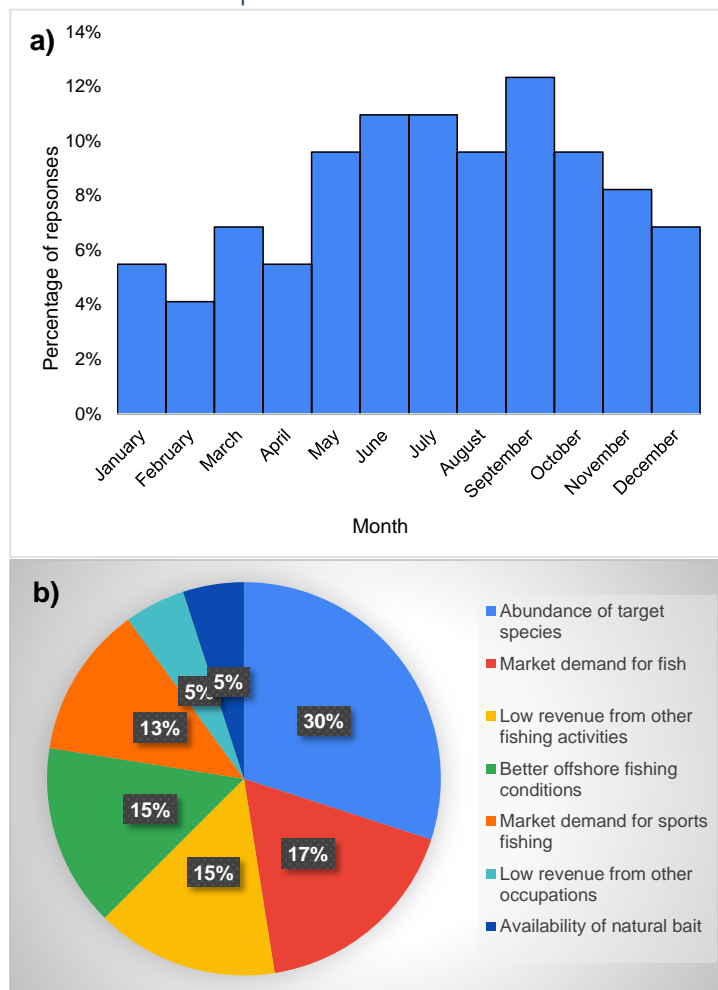 a)
14%
12%
10%
8%
6%
4%
2%
0%
Percentage of repsonses
January
February
March
April
May
June
July
August
September
October
November
December
Month
b)
30%
17%
15%
15%
13%
5%
5%
Abundance of target
species
Market demand for fish
Low revenue from other
fishing activities
Better offshore fishing
conditions
Market demand for sports
fishing
Low revenue from other
occupations
Availability of natural bait